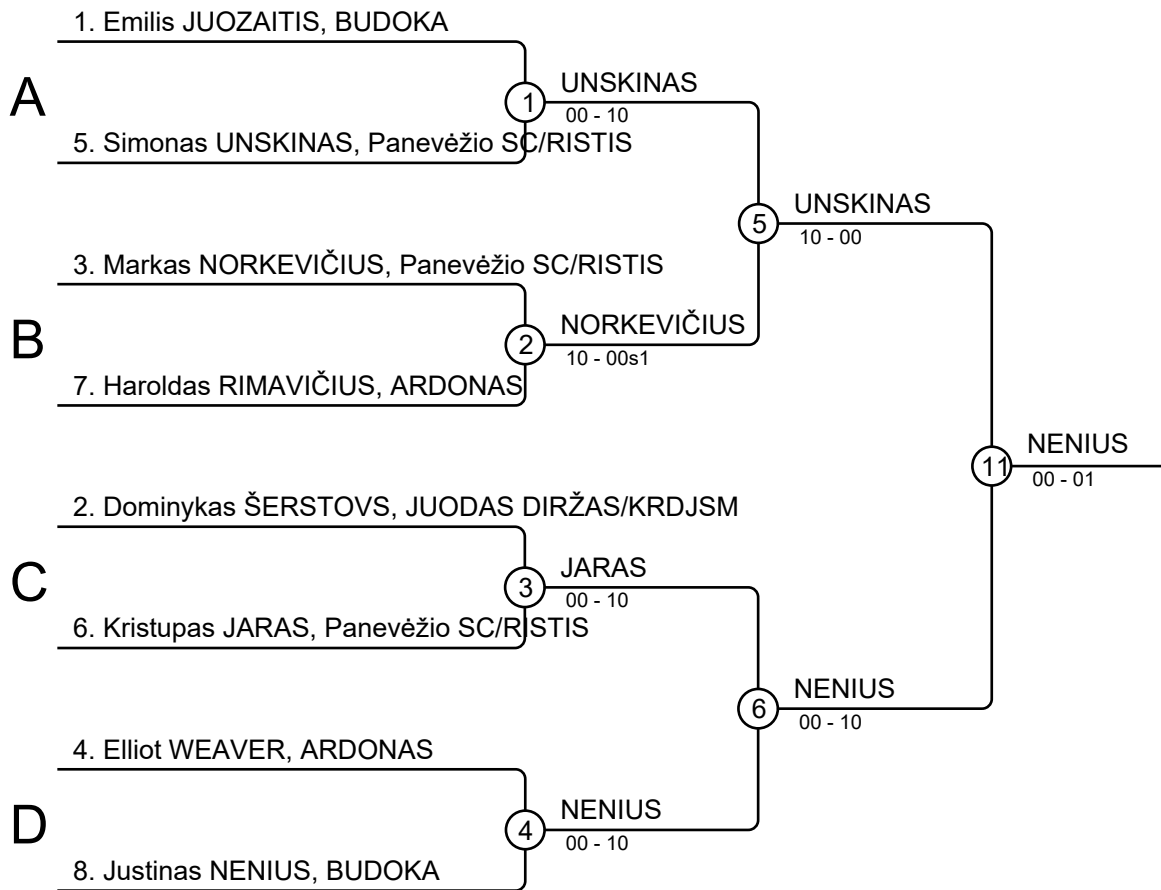 1. Emilis JUOZAITIS, BUDOKA
A
1
UNSKINAS
00 - 10
5. Simonas UNSKINAS, Panevėžio SC/RISTIS
5
UNSKINAS
10 - 00
3. Markas NORKEVIČIUS, Panevėžio SC/RISTIS
B
2
NORKEVIČIUS
10 - 00s1
7. Haroldas RIMAVIČIUS, ARDONAS
11
NENIUS
00 - 01
2. Dominykas ŠERSTOVS, JUODAS DIRŽAS/KRDJSM
C
3
JARAS
00 - 10
6. Kristupas JARAS, Panevėžio SC/RISTIS
6
NENIUS
00 - 10
4. Elliot WEAVER, ARDONAS
D
4
NENIUS
00 - 10
8. Justinas NENIUS, BUDOKA